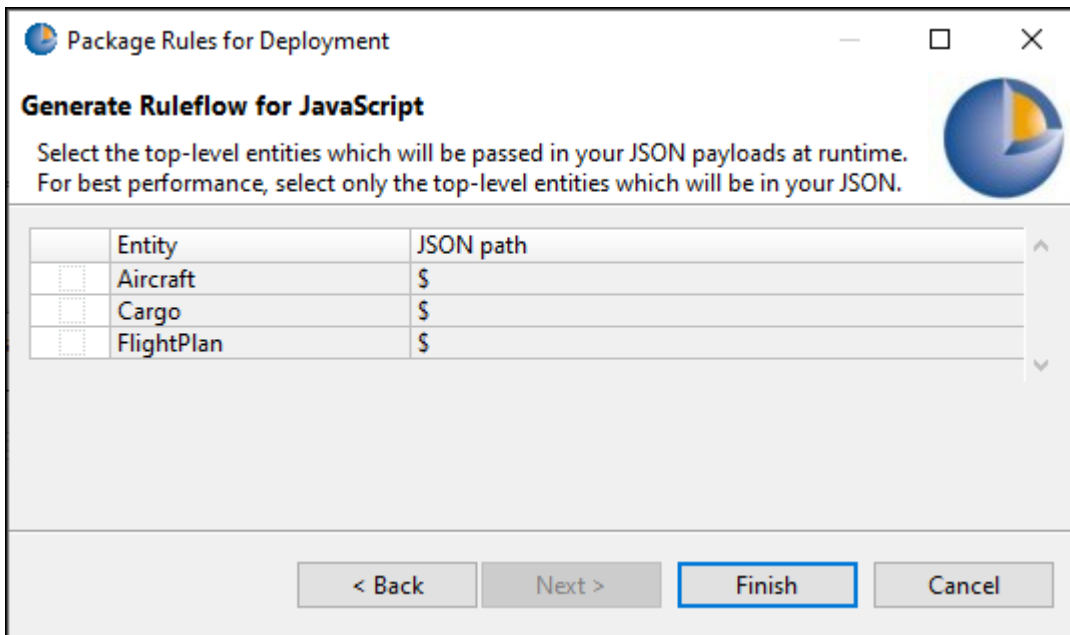 Package Rules for Deployment
Generate Ruleflow for JavaScript
Select the top-level entities which will be passed in your JSON payloads at runtime.
For best performance, select only the top-level entities which will be in your JSON.
Entity JSON path
Aircraft $
Cargo $
FlightPlan $
< Back Next > Finish Cancel